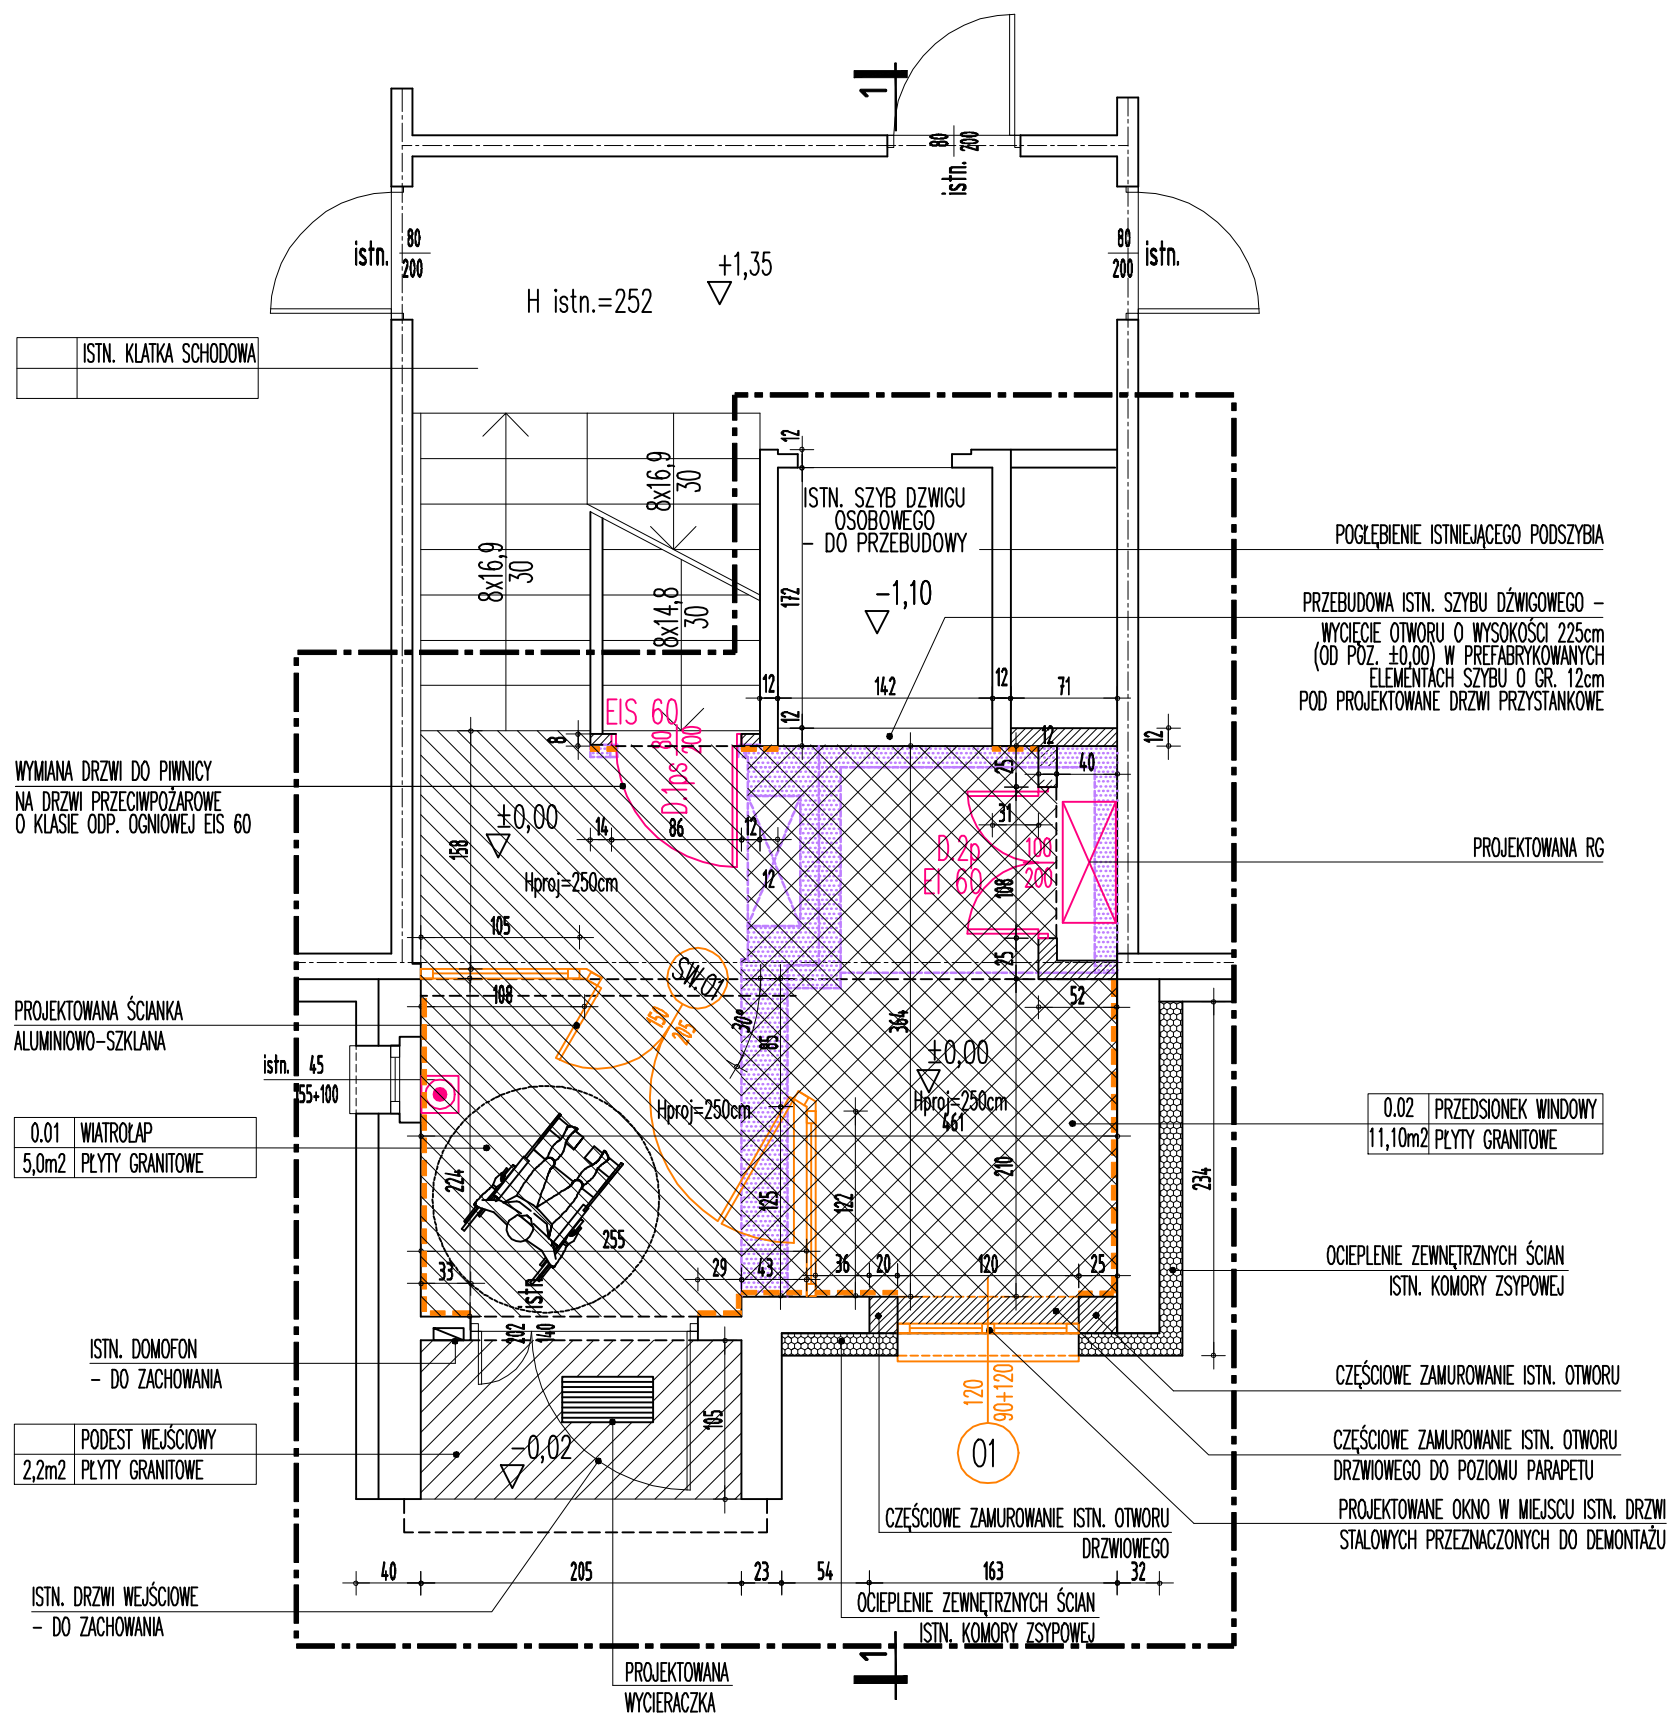 1
80
200
istn.
istn.
80
200
80
200
istn.
+1,35
H istn.=252
ISTN. KLATKA SCHODOWA
8x16,9
30
8x16,9
30
8x14,8
30
12
ISTN. SZYB DZWIGU
OSOBOWEGO
- DO PRZEBUDOWY
172
-1,10
POGŁĘBIENIE ISTNIEJĄCEGO PODSZYBIA
PRZEBUDOWA ISTN. SZYBU DŹWIGOWEGO -
WYCIĘCIE OTWORU O WYSOKOŚCI 225cm
(OD POZ. ±0,00) W PREFABRYKOWANYCH
ELEMENTACH SZYBU O GR. 12cm
POD PROJEKTOWANE DRZWI PRZYSTANKOWE
12
142
12
71
12
EIS 60
80
200
D.1ps
8
12
12
WYMIANA DRZWI DO PIWNICY
NA DRZWI PRZECIWPOŻAROWE
O KLASIE ODP. OGNIOWEJ EIS 60
±0,00
158
Hproj=250cm
14
86
12
12
25
40
31
D.2p
EI 60
100
200
108
25
PROJEKTOWANA RG
105
108
SW.01
150
205
30°
85
364
52
PROJEKTOWANA ŚCIANKA
ALUMINIOWO-SZKLANA
istn.
45
55+100
±0,00
Hproj=250cm
Hproj=250cm
461
0.01 WIATROŁAP
5,0m2 PŁYTY GRANITOWE
0.02 PRZEDSIONEK WINDOWY
11,10m2 PŁYTY GRANITOWE
224
125
122
210
234
255
33
istn.
29
43
36
20
120
25
OCIEPLENIE ZEWNĘTRZNYCH ŚCIAN
ISTN. KOMORY ZSYPOWEJ
202
140
ISTN. DOMOFON
- DO ZACHOWANIA
CZĘŚCIOWE ZAMUROWANIE ISTN. OTWORU
120
90+120
01
105
PODEST WEJŚCIOWY
2,2m2 PŁYTY GRANITOWE
-0,02
CZĘŚCIOWE ZAMUROWANIE ISTN. OTWORU
DRZWIOWEGO DO POZIOMU PARAPETU
PROJEKTOWANE OKNO W MIEJSCU ISTN. DRZWI
STALOWYCH PRZEZNACZONYCH DO DEMONTAŻU
CZĘŚCIOWE ZAMUROWANIE ISTN. OTWORU
DRZWIOWEGO
40
205
23
54
163
32
ISTN. DRZWI WEJŚCIOWE
- DO ZACHOWANIA
OCIEPLENIE ZEWNĘTRZNYCH ŚCIAN
ISTN. KOMORY ZSYPOWEJ
1
PROJEKTOWANA
WYCIERACZKA